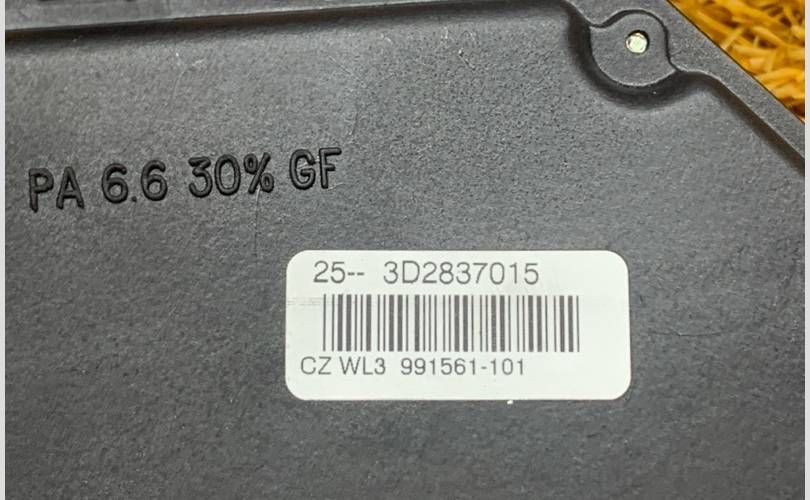 PA 6.6 30% GF
25-- 3D2837015
CZ WL3 991561-101